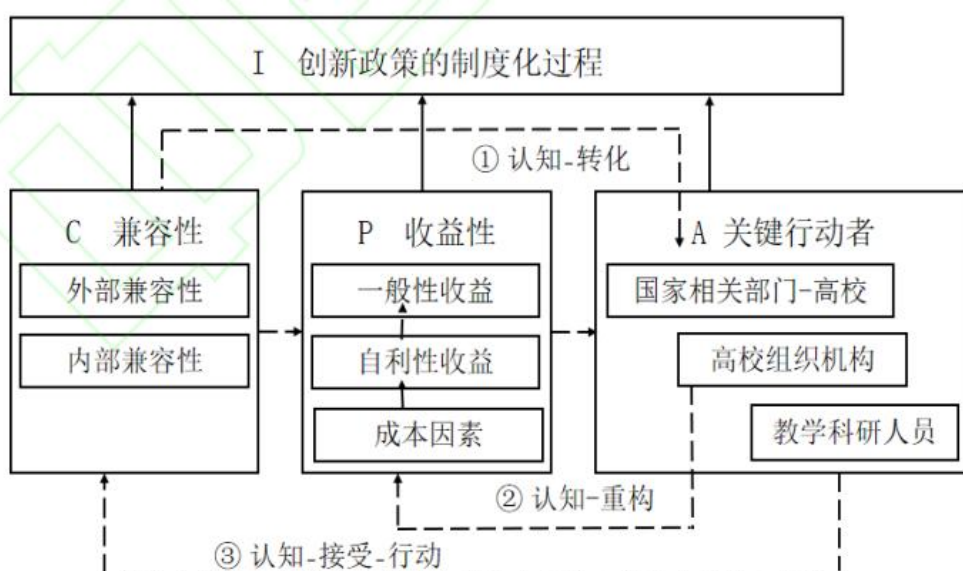 I 创新政策的制度化过程
① 认知-转化
C 兼容性
外部兼容性
内部兼容性
P 收益性
一般性收益
自利性收益
成本因素
A 关键行动者
国家相关部门-高校
高校组织机构
教学科研人员
② 认知-重构
③ 认知-接受-行动